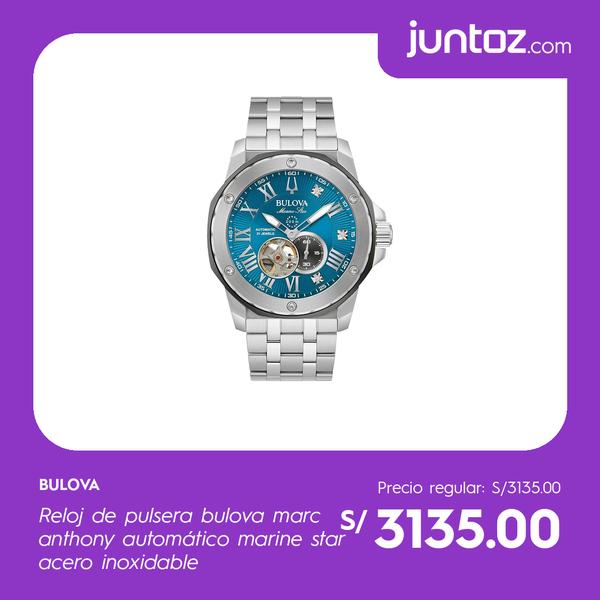 juntoz.com
BULOVA
Marine Star
AUTOMATIC
21 JEWELS
BULOVA
Precio regular: S/3135.00
Reloj de pulsera bulova marc
anthony automático marine star
acero inoxidable
S/ 3135.00